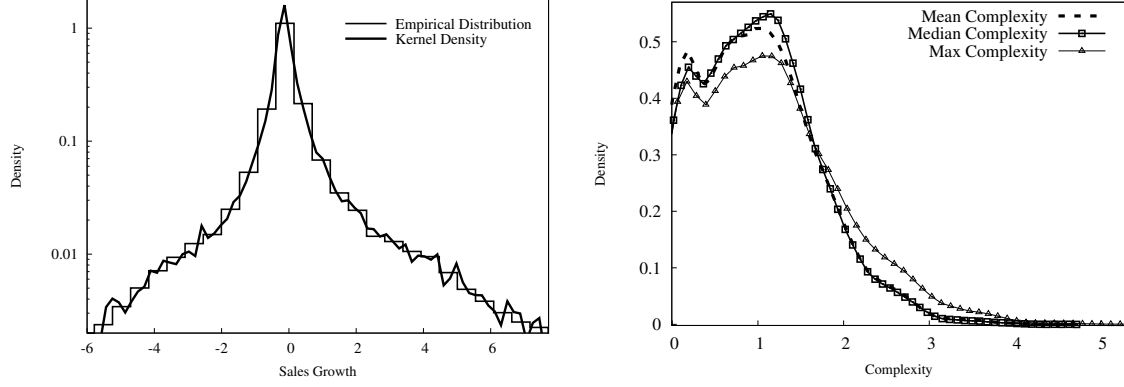 1
0.1
0.01
Density
-6
-4
-2
0
2
4
6
Sales Growth
Empirical Distribution
Kernel Density
0.5
0.4
0.3
0.2
0.1
0
Density
0
1
2
3
4
5
Complexity
Mean Complexity
Median Complexity
Max Complexity